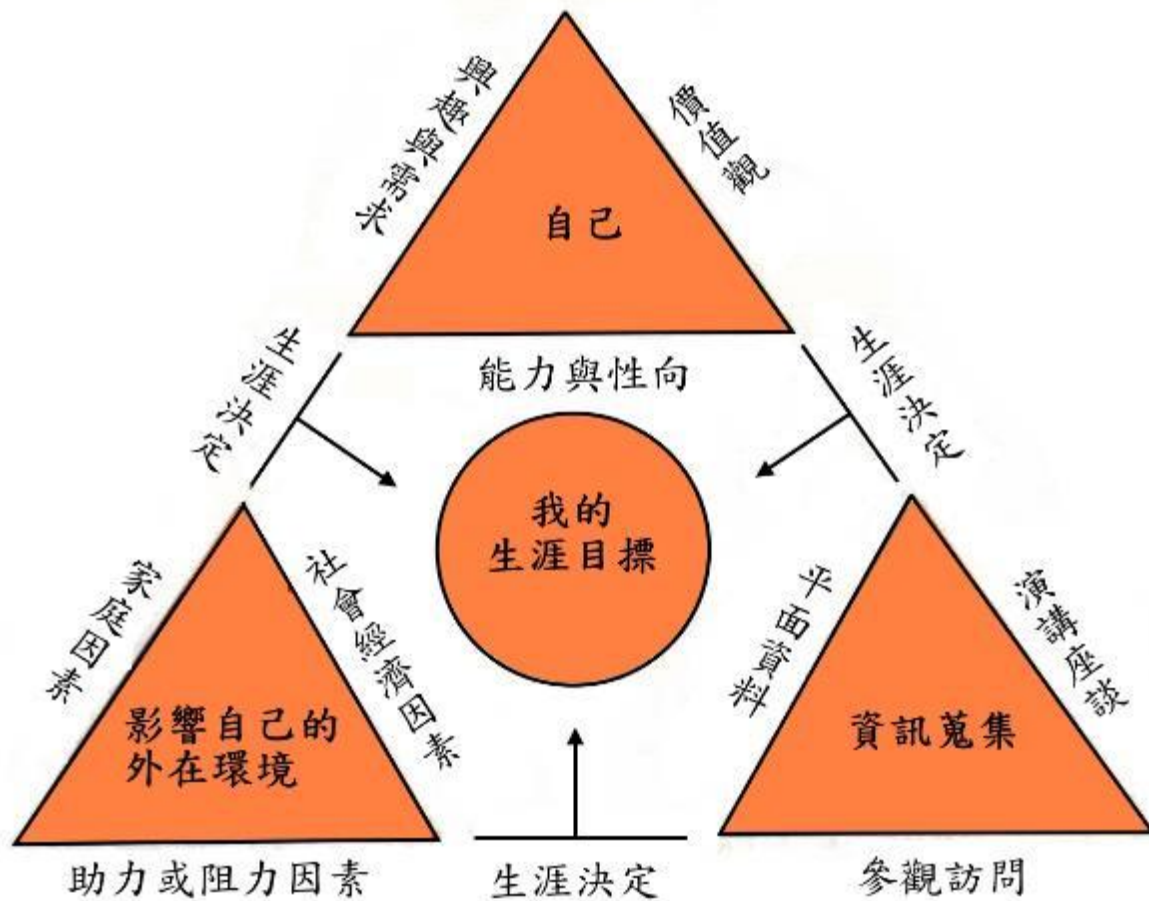 興趣與需求
價值觀
自己
能力與性向
生涯決定
生涯決定
我的
生涯目標
家庭因素
社會經濟因素
平面資料
演講座談
影響自己的
外在環境
資訊蒐集
助力或阻力因素
生涯決定
參觀訪問